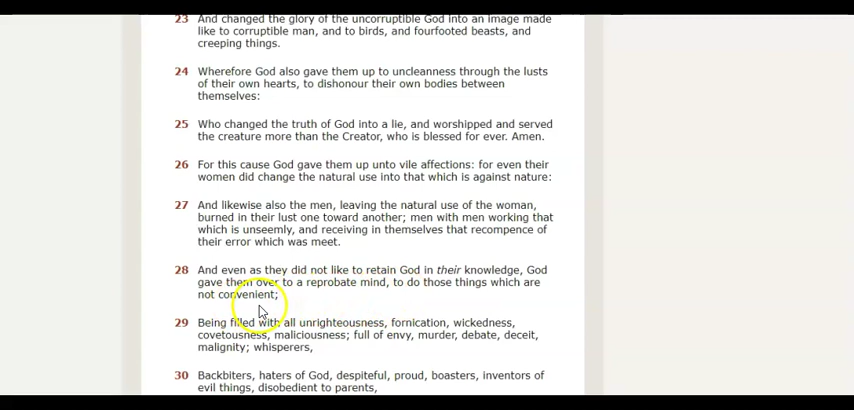 23 And changed the glory of the uncorruptible God into an image made
like to corruptible man, and to birds, and fourfooted beasts, and
creeping things.
24 Wherefore God also gave them up to uncleanness through the lusts
of their own hearts, to dishonour their own bodies between
themselves:
25 Who changed the truth of God into a lie, and worshipped and served
the creature more than the Creator, who is blessed for ever. Amen.
26 For this cause God gave them up unto vile affections: for even their
women did change the natural use into that which is against nature:
27 And likewise also the men, leaving the natural use of the woman,
burned in their lust one toward another; men with men working that
which is unseemly, and receiving in themselves that recompence of
their error which was meet.
28 And even as they did not like to retain God in their knowledge, God
gave them over to a reprobate mind, to do those things which are
not convenient;
29 Being filled with all unrighteousness, fornication, wickedness,
covetousness, maliciousness; full of envy, murder, debate, deceit,
malignity; whisperers,
30 Backbiters, haters of God, despiteful, proud, boasters, inventors of
evil things, disobedient to parents,